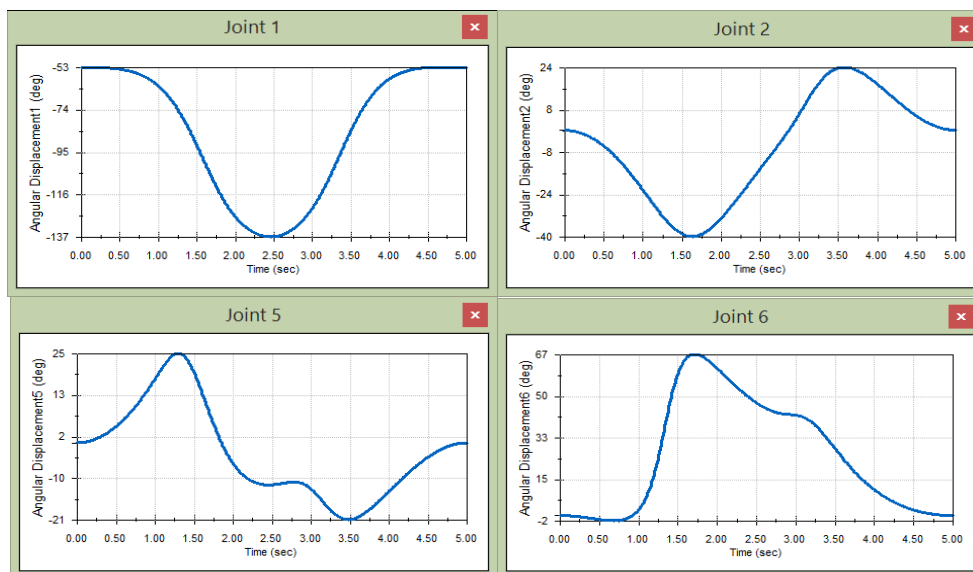 Joint 1
×
Angular Displacement1 (deg)
-53
-74
-95
-116
-137
0.00 0.50 1.00 1.50 2.00 2.50 3.00 3.50 4.00 4.50 5.00
Time (sec)
Joint 2
×
Angular Displacement2 (deg)
24
8
-8
-24
-40
0.00 0.50 1.00 1.50 2.00 2.50 3.00 3.50 4.00 4.50 5.00
Time (sec)
Joint 5
×
Angular Displacement5 (deg)
25
13
2
-10
-21
0.00 0.50 1.00 1.50 2.00 2.50 3.00 3.50 4.00 4.50 5.00
Time (sec)
Joint 6
×
Angular Displacement6 (deg)
67
50
33
15
-2
0.00 0.50 1.00 1.50 2.00 2.50 3.00 3.50 4.00 4.50 5.00
Time (sec)